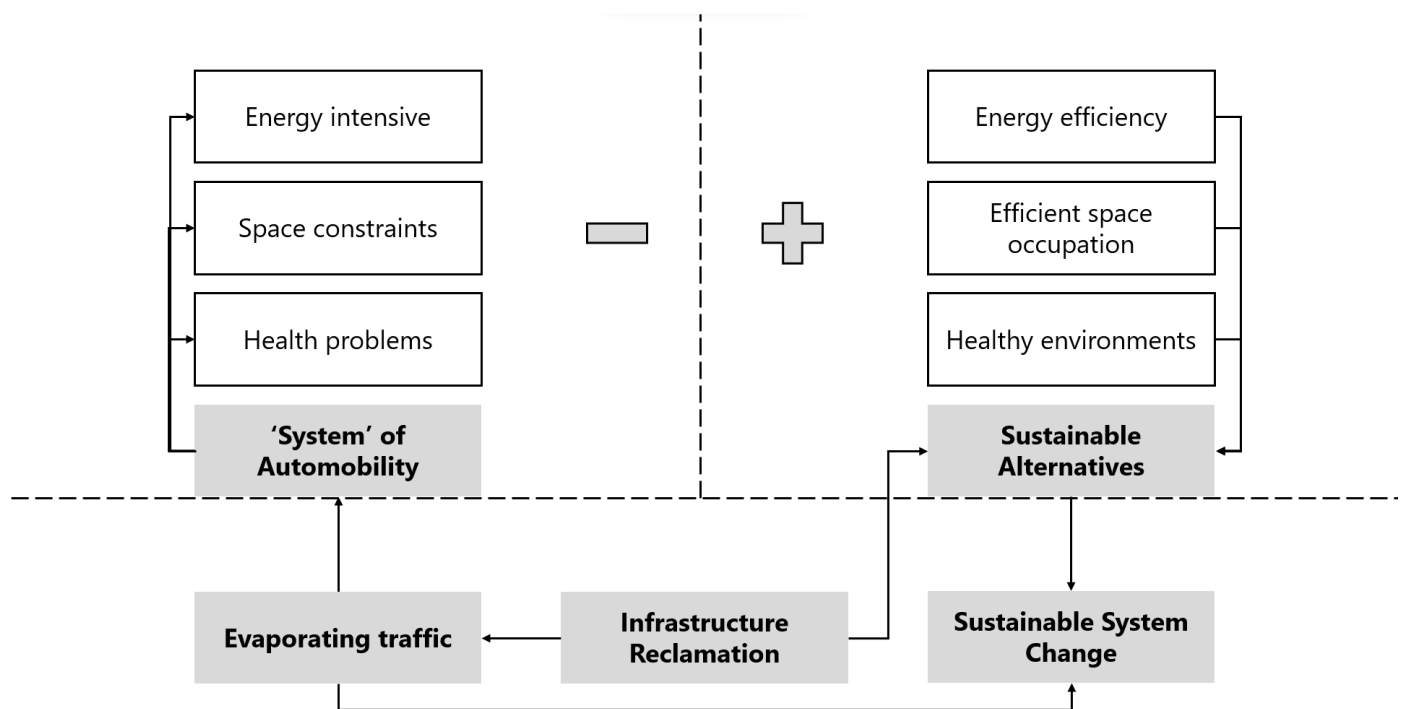 Energy intensive
Space constraints
Health problems
‘System’ of
Automobility
Energy efficiency
Efficient space
occupation
Healthy environments
Sustainable
Alternatives
Evaporating traffic
Infrastructure
Reclamation
Sustainable System
Change